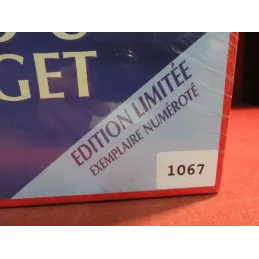 GET
EDITION LIMITÉE
EXEMPLAIRE NUMÉROTÉ
1067